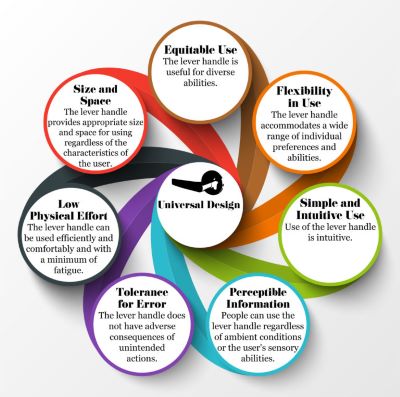 Equitable Use
The lever handle is
useful for diverse
abilities.
Flexibility
in Use
The lever handle
accommodates a wide
range of individual
preferences and
abilities.
Simple and
Intuitive Use
Use of the lever handle
is intuitive.
Perceptible
Information
People can use the
lever handle regardless
of ambient conditions
or the user's sensory
abilities.
Tolerance
for Error
The lever handle does
not have adverse
consequences of
unintended
actions.
Low
Physical Effort
The lever handle can
be used efficiently and
comfortably and with
a minimum of
fatigue.
Size and
Space
The lever handle
provides appropriate size
and space for using
regardless of the
characteristics of
the user.
Universal Design